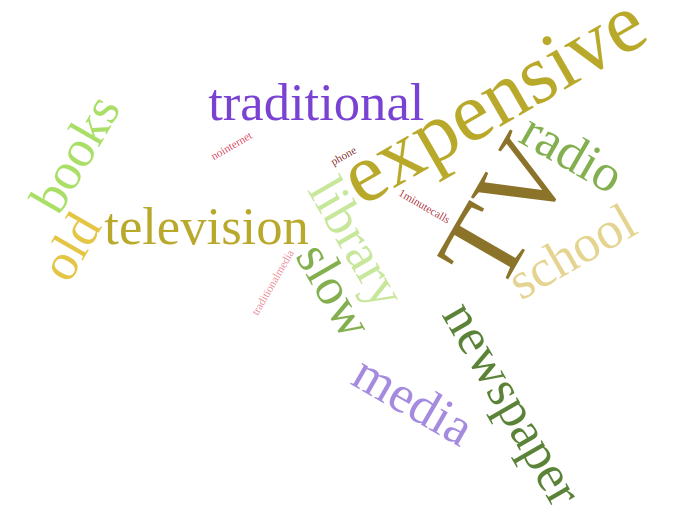 expensive
traditional
books
radio
nointernet
phone
TV
library
1minutecalls
television
old
school
slow
traditionalmedia
newspaper
media